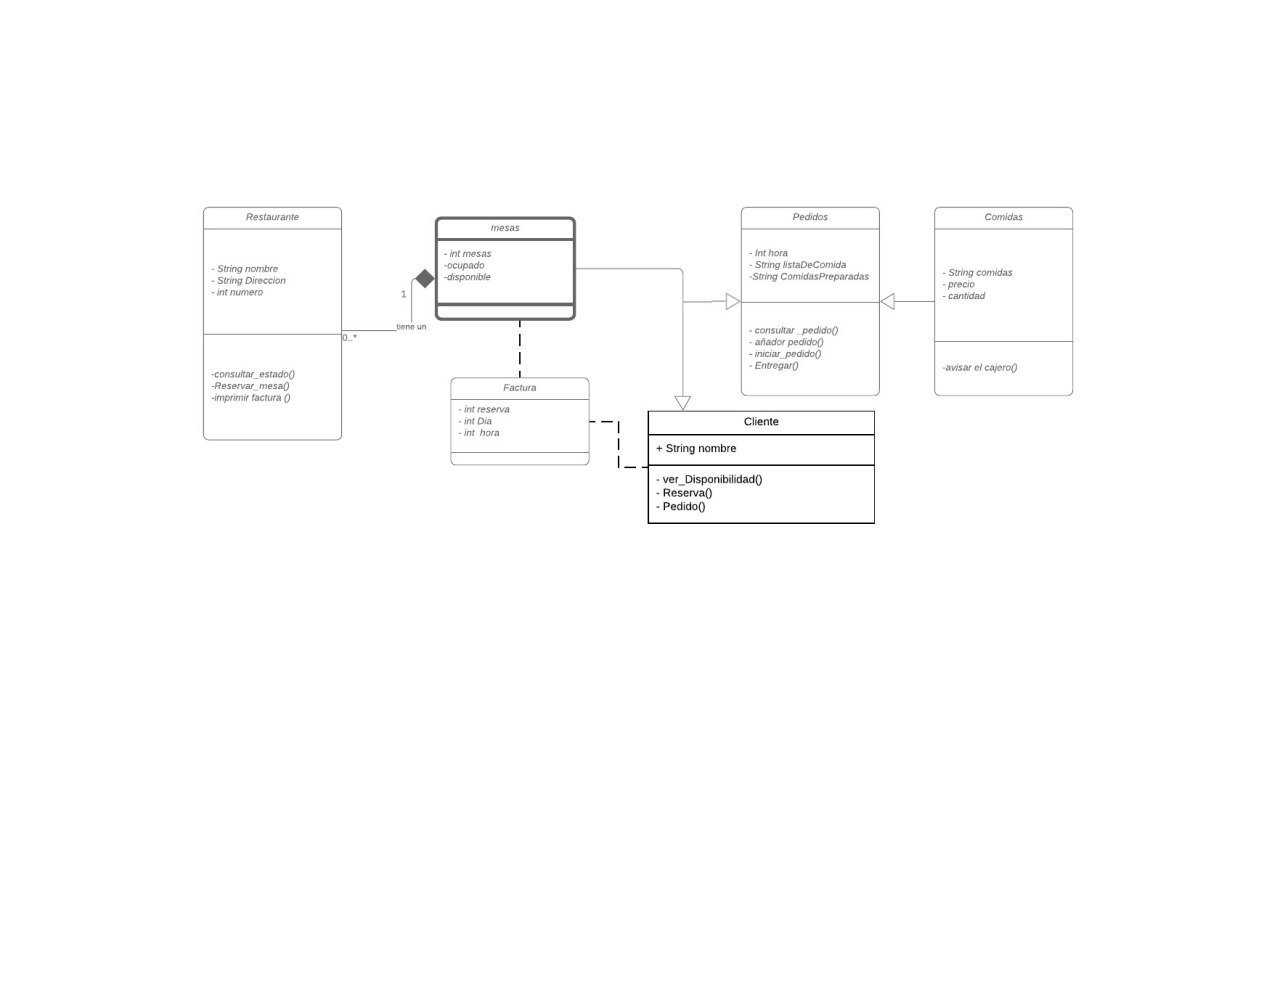 Restaurante
- String nombre
- String Direccion
- int numero
-consultar_estado()
-Reservar_mesa()
-imprimir factura ()
0..*
tiene un
1
mesas
- int mesas
-ocupado
-disponible
Factura
- int reserva
- int Dia
- int  hora
Cliente
+ String nombre
- ver_Disponibilidad()
- Reserva()
- Pedido()
Pedidos
- Int hora
- String listaDeComida
-String ComidasPreparadas
- consultar _pedido()
- añador pedido()
- iniciar_pedido()
- Entregar()
Comidas
- String comidas
- precio
- cantidad
-avisar el cajero()